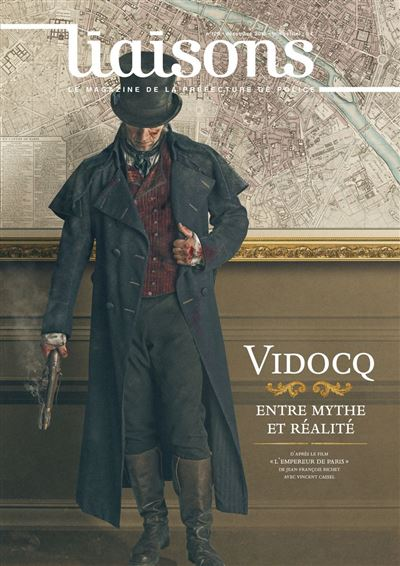 liaisons
LE MAGAZINE DE LA PRÉFECTURE DE POLICE
VIDOCQ
ENTRE MYTHE
ET RÉALITÉ
D'APRÈS LE FILM
« L'EMPEREUR DE PARIS »
DE JEAN-FRANÇOIS RICHET
AVEC VINCENT CASSEL